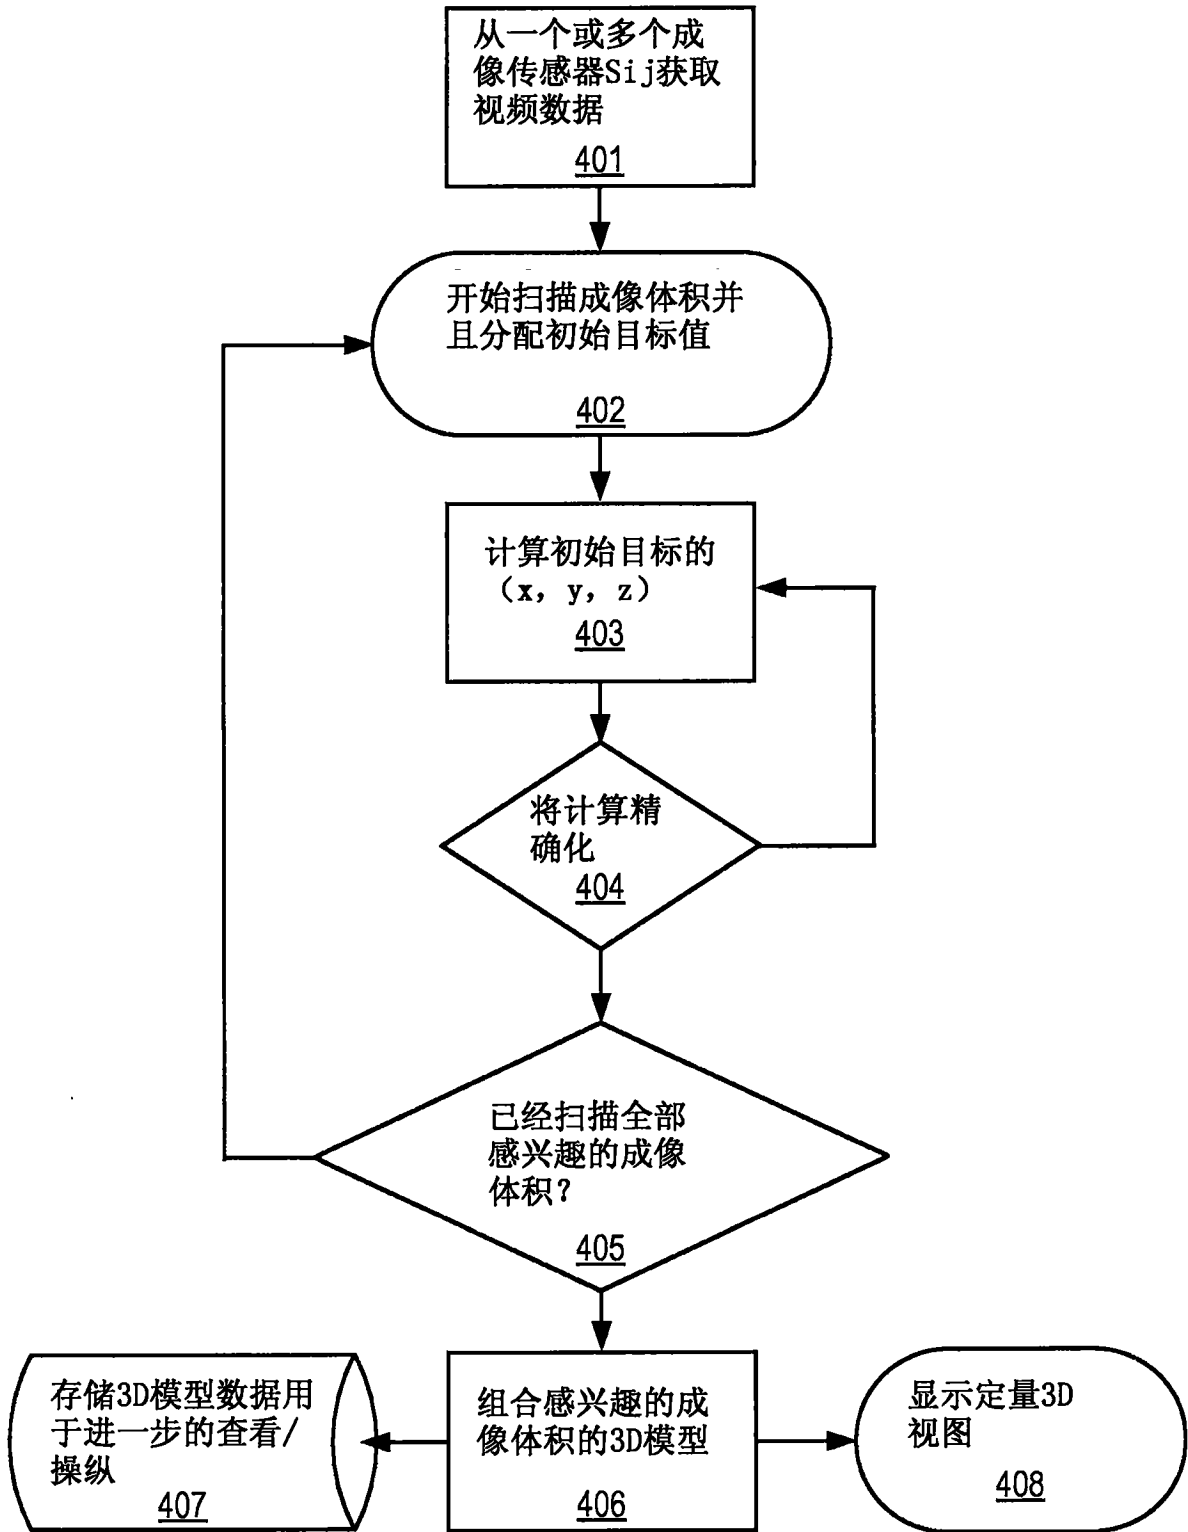 从一个或多个成
像传感器Sij获取
视频数据
401
开始扫描成像体积并
且分配初始目标值
402
计算初始目标的
（x，y，z）
403
将计算精
确化
404
已经扫描全部
感兴趣的成像
体积？
405
存储3D模型数据用
于进一步的查看/
操纵
407
组合感兴趣的成
像体积的3D模型
406
显示定量3D
视图
408